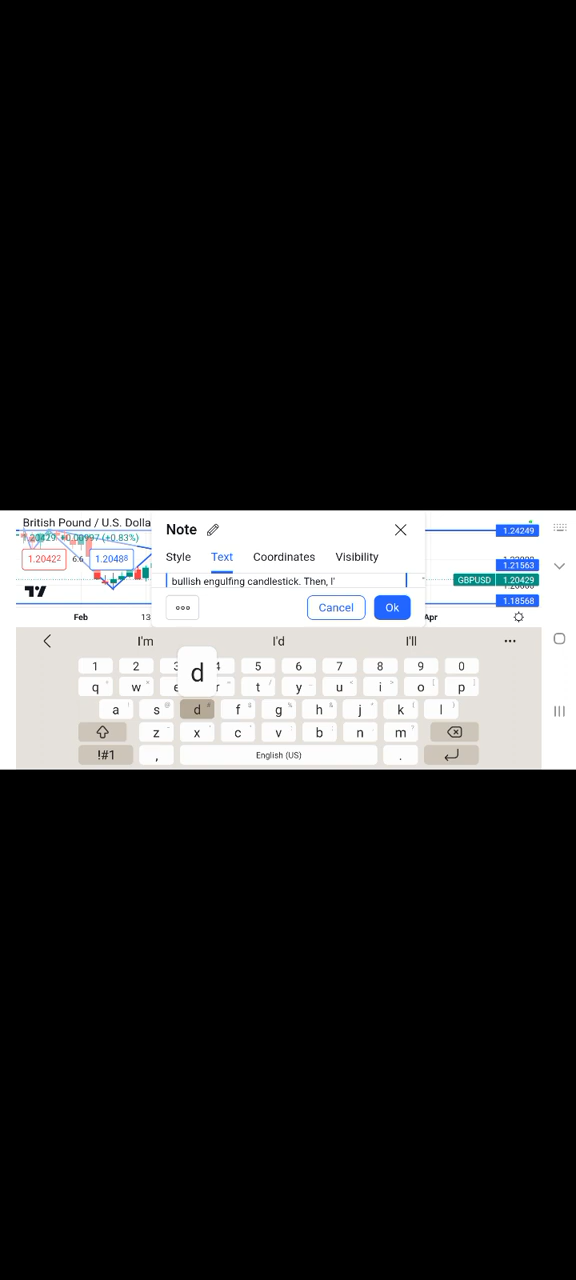 British Pound / U.S. Dolla
1.20429 +0.00997 (+0.83%)
1.20422
6.6
1.20488
Note
Style
Text
Coordinates
Visibility
bullish engulfing candlestick. Then, I'
Cancel
Ok
1.24249
1.21563
GBPUSD 1.20429
1.18568
Feb
13
Apr
I'm
I'd
I'll
d
1 2 3 4 5 6 7 8 9 0
q w e r t y u i o p
a s d f g h j k l
z x c v b n m
!#1 , English (US) .